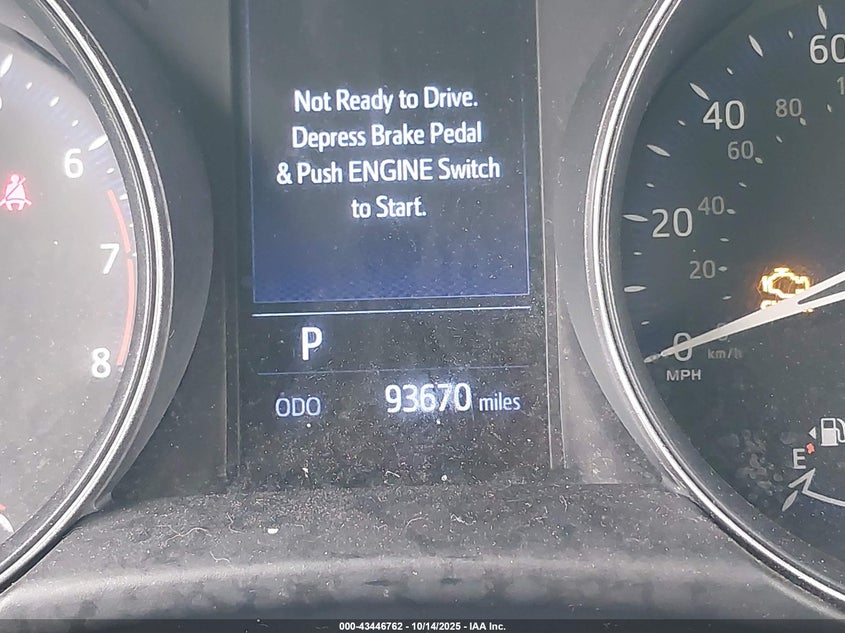 Not Ready to Drive.
Depress Brake Pedal
& Push ENGINE Switch
to Start.
P
ODO 93670 miles
6
7
8
60
40
80
60
20
40
20
0
km/h
MPH
E
000-43446762 - 10/14/2025 - IAA Inc.